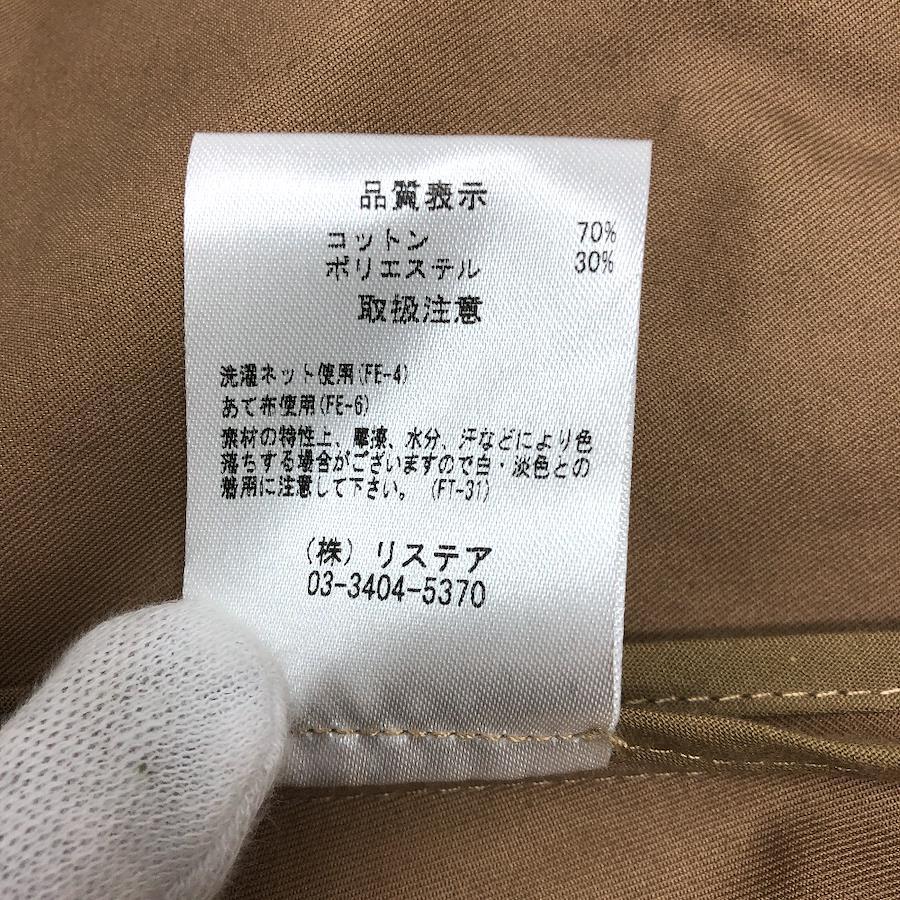 品質表示
コットン 70%
ポリエステル 30%
取扱注意
洗濯ネット使用(FE-4)
あて布使用(FE-6)
素材の特性上、摩擦、水分、汗などにより色
落ちする場合がございますので白・淡色との
着用に注意して下さい。(FT-31)
(株) リステア
03-3404-5370